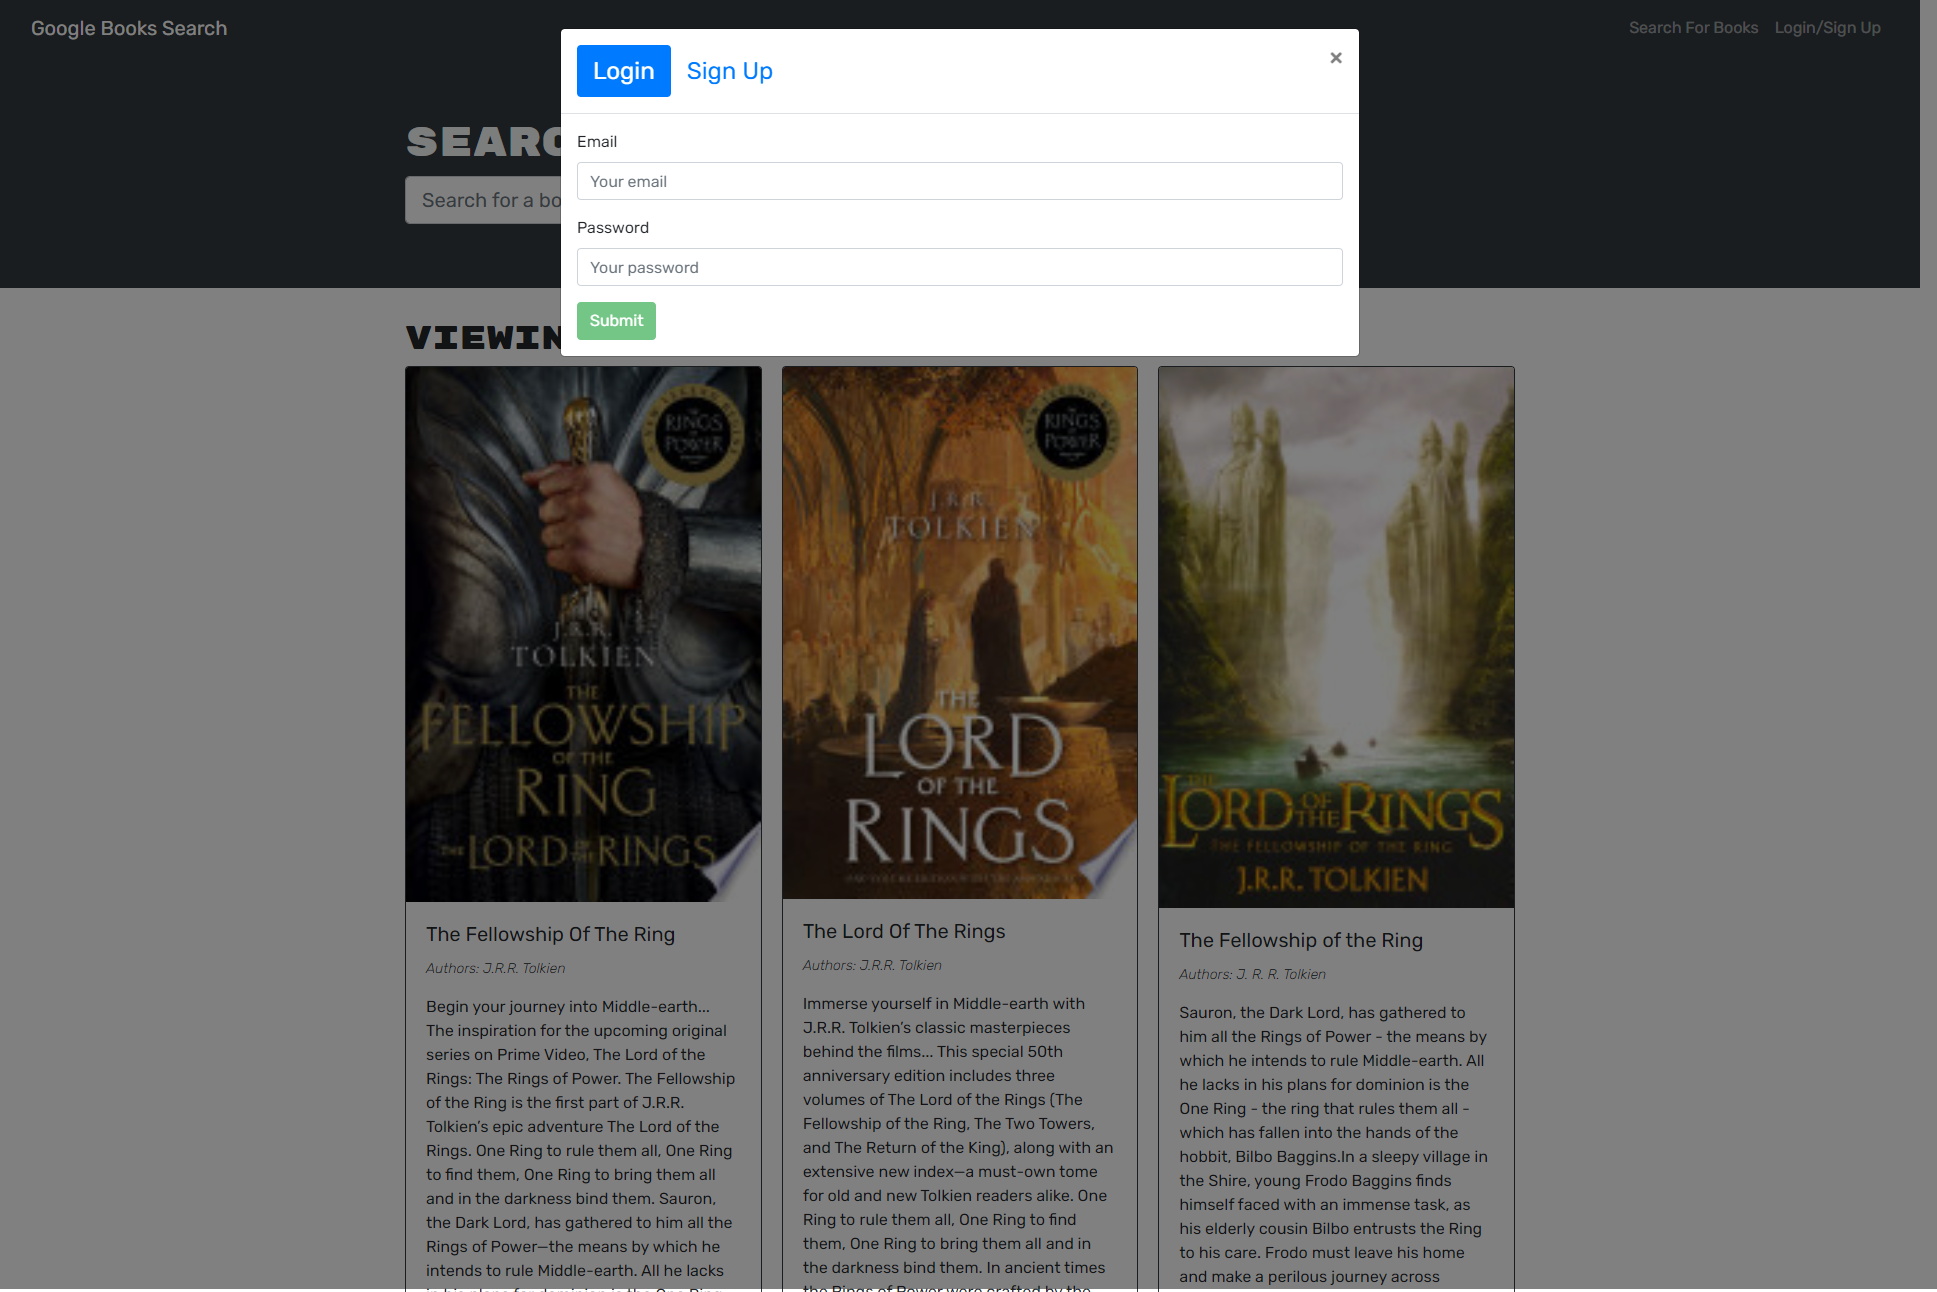 Google Books Search
Search For Books
Login/Sign Up
Login
Sign Up
×
Email
Your email
Password
Your password
Submit
SEARC
Search for a bo
VIEWIN
RINGS
POWER
J.R.R.
TOLKIEN
THE
FELLOWSHIP
OF THE
RING
THE LORD OF THE RINGS
The Fellowship Of The Ring
Authors: J.R.R. Tolkien
Begin your journey into Middle-earth...
The inspiration for the upcoming original
series on Prime Video, The Lord of the
Rings: The Rings of Power. The Fellowship
of the Ring is the first part of J.R.R.
Tolkien's epic adventure The Lord of the
Rings. One Ring to rule them all, One Ring
to find them, One Ring to bring them all
and in the darkness bind them. Sauron,
the Dark Lord, has gathered to him all the
Rings of Power—the means by which he
intends to rule Middle-earth. All he lacks
in his plans for dominion is the One Ring
RINGS
POWER
J.R.R.
TOLKIEN
THE
LORD
OF THE
RINGS
The Lord Of The Rings
Authors: J.R.R. Tolkien
Immerse yourself in Middle-earth with
J.R.R. Tolkien's classic masterpieces
behind the films... This special 50th
anniversary edition includes three
volumes of The Lord of the Rings (The
Fellowship of the Ring, The Two Towers,
and The Return of the King), along with an
extensive new index—a must-own tome
for old and new Tolkien readers alike. One
Ring to rule them all, One Ring to find
them, One Ring to bring them all and in
the darkness bind them. In ancient times
the Rings of Power were crafted by the
THE
LORD OF THE RINGS
THE FELLOWSHIP OF THE RING
J.R.R. TOLKIEN
The Fellowship of the Ring
Authors: J. R. R. Tolkien
Sauron, the Dark Lord, has gathered to
him all the Rings of Power - the means by
which he intends to rule Middle-earth. All
he lacks in his plans for dominion is the
One Ring - the ring that rules them all -
which has fallen into the hands of the
hobbit, Bilbo Baggins.In a sleepy village in
the Shire, young Frodo Baggins finds
himself faced with an immense task, as
his elderly cousin Bilbo entrusts the Ring
to his care. Frodo must leave his home
and make a perilous journey across